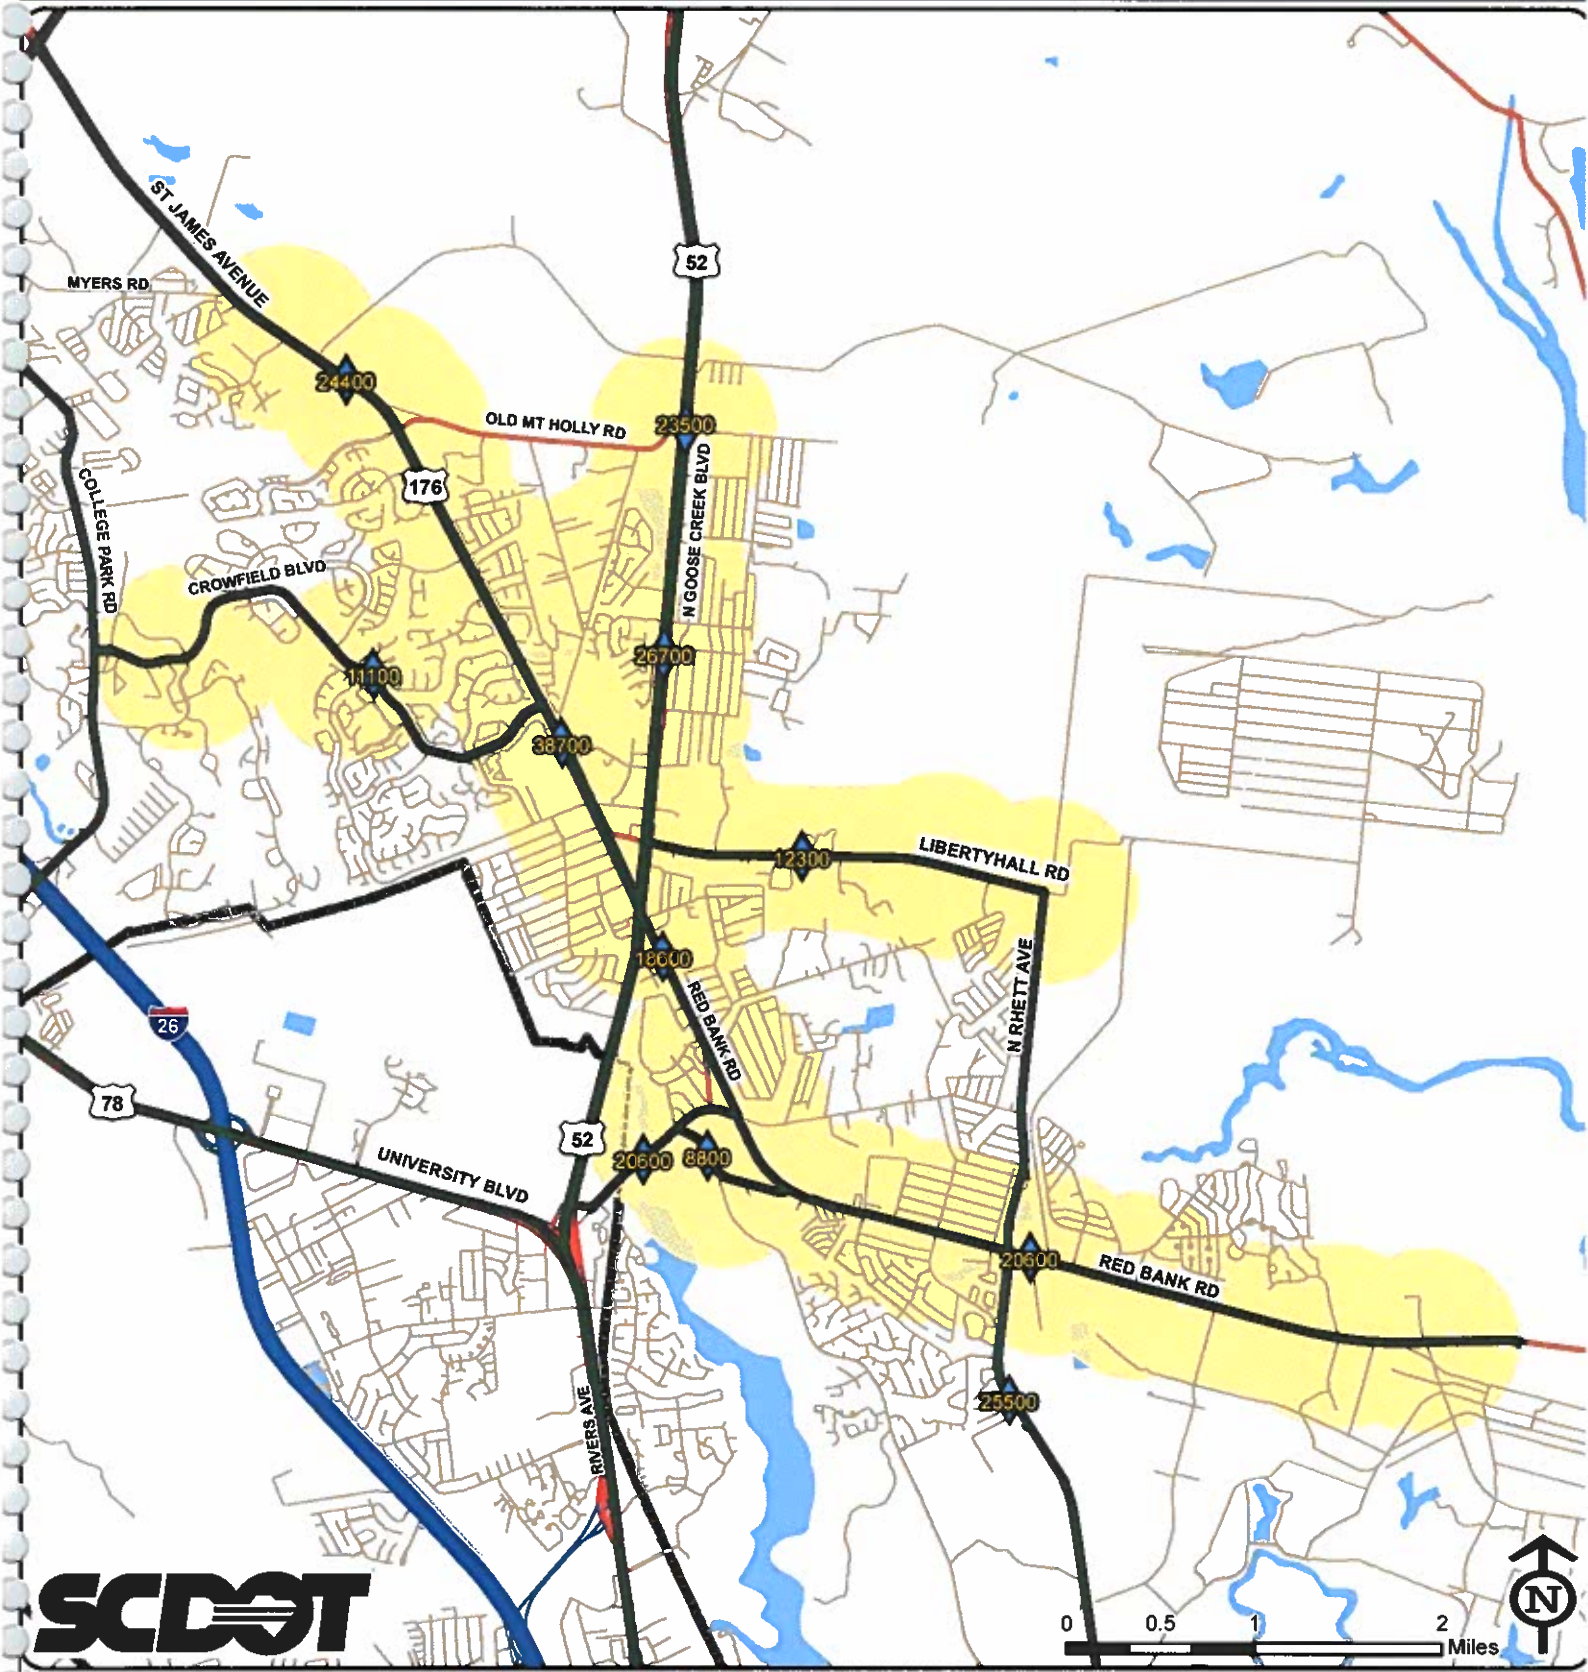 ST JAMES AVENUE
52
MYERS RD
24400
OLD MT HOLLY RD
23500
176
N GOOSE CREEK BLVD
COLLEGE PARK RD
CROWFIELD BLVD
26700
11100
38700
12300
LIBERTYHALL RD
18600
RED BANK RD
N RHETT AVE
26
78
52
20600
8800
UNIVERSITY BLVD
20600
RED BANK RD
25500
RIVERS AVE
SCDOT
N
0 0.5 1 2
Miles